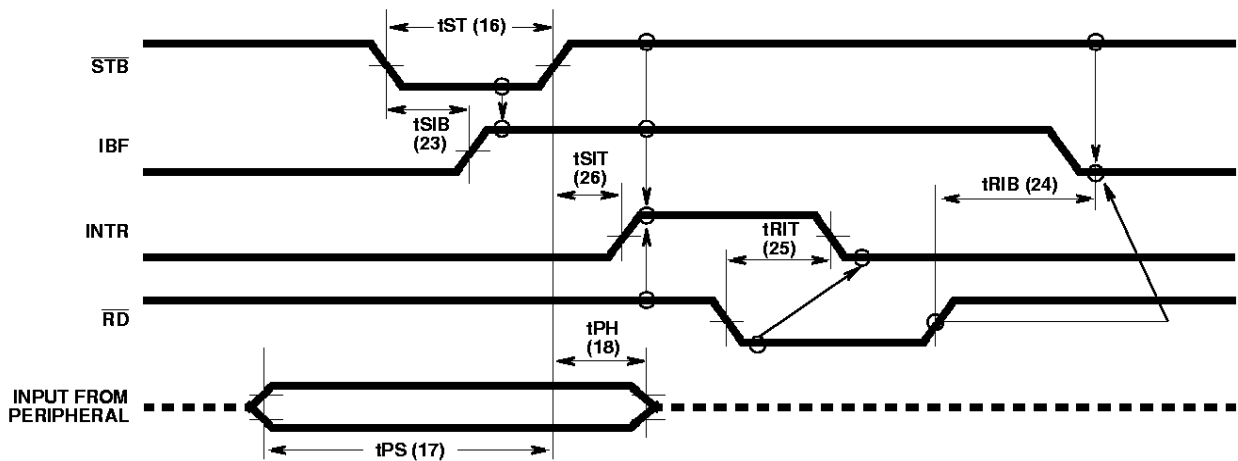 tST (16)
STB
tSIB
(23)
IBF
tSIT
(26)
tRIB (24)
INTR
tRIT
(25)
RD
tPH
(18)
INPUT FROM
PERIPHERAL
tPS (17)